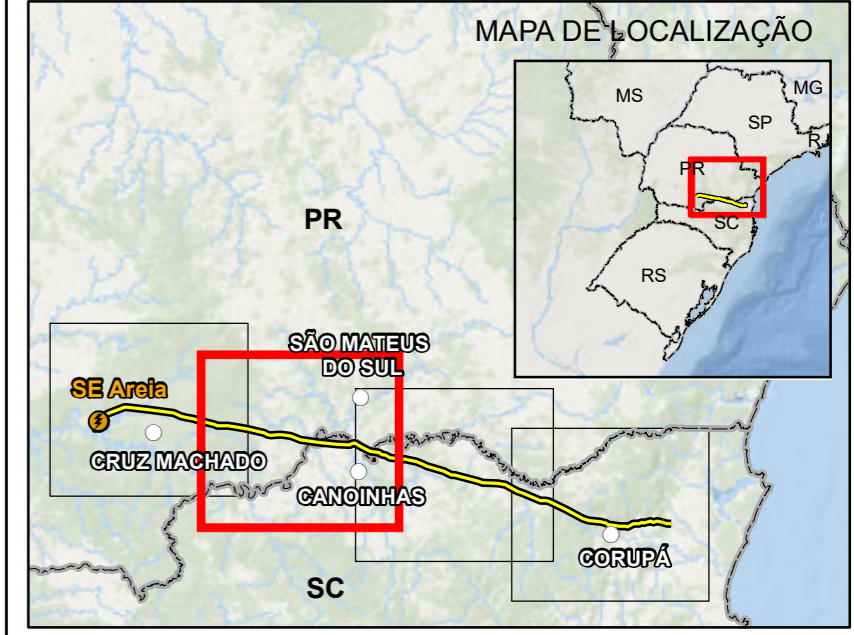 MAPA DE LOCALIZAÇÃO
MS
MG
SP
RJ
PR
SC
RS
PR
SÃO MATEUS
DO SUL
SE Areia
CRUZ MACHADO
CANOINHAS
CORUPÁ
SC